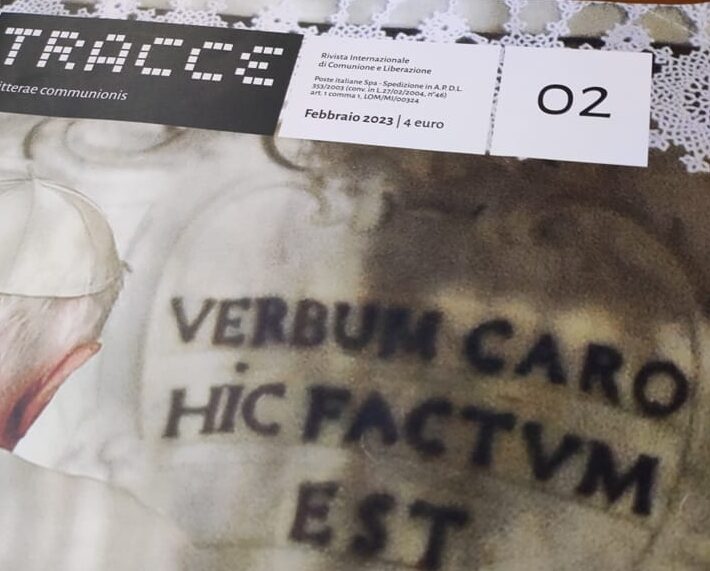 TRACCE
litterae communionis
Rivista Internazionale
di Comunione e Liberazione
Poste italiane Spa - Spedizione in A.P. D.L.
353/2003 (conv. in L.27/02/2004, n°46)
art. 1 comma 1, LOM/MI/00324
Febbraio 2023 | 4 euro
02
VERBUM CARO
HIC FACTVM
EST